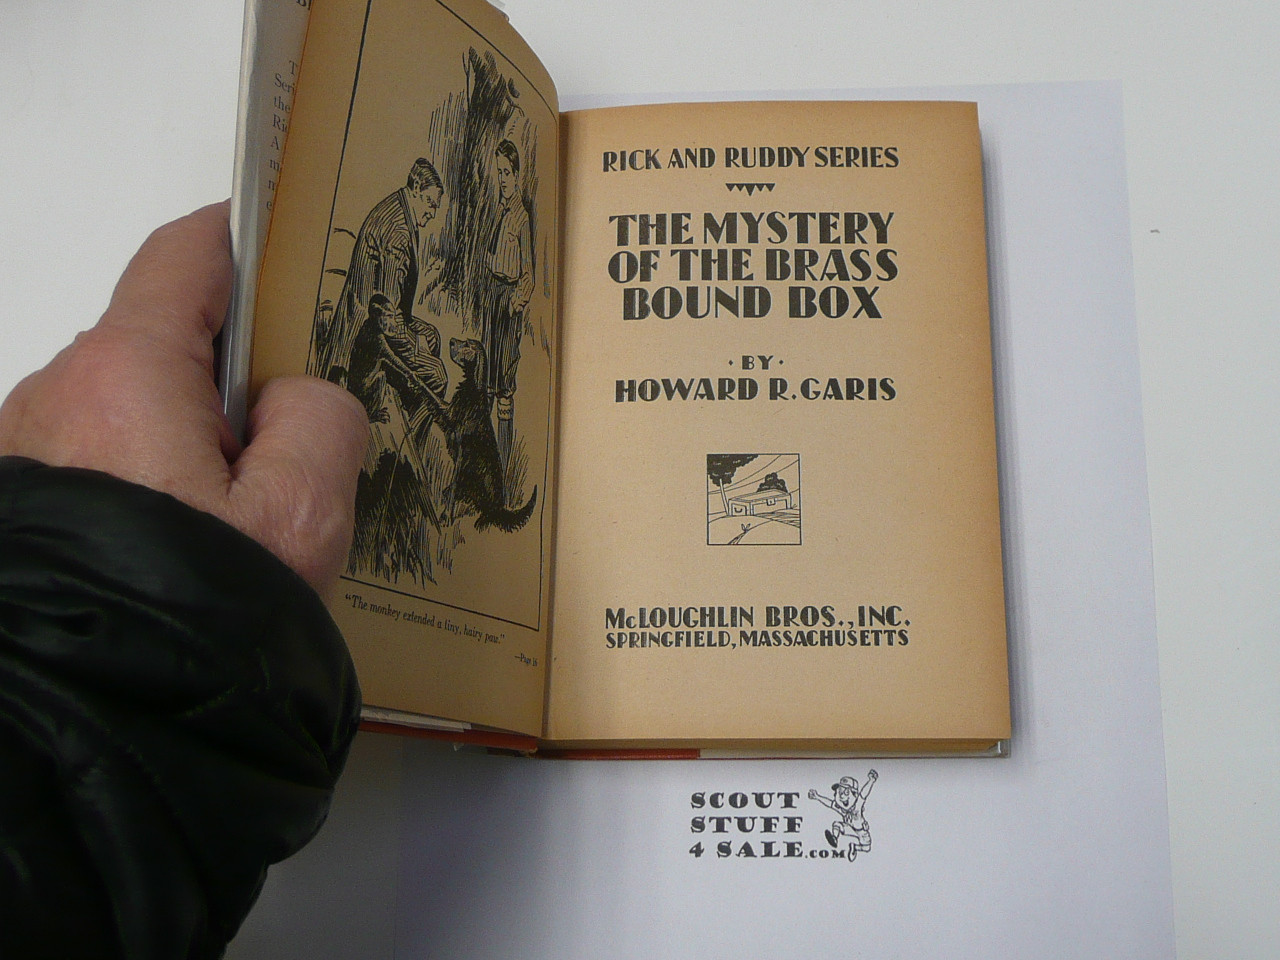 "The monkey extended a tiny, hairy paw."
—Page 16
RICK AND RUDDY SERIES
THE MYSTERY
OF THE BRASS
BOUND BOX
· BY ·
HOWARD R. GARIS
McLOUGHLIN BROS., INC.
SPRINGFIELD, MASSACHUSETTS
SCOUT
STUFF
4 SALE.COM